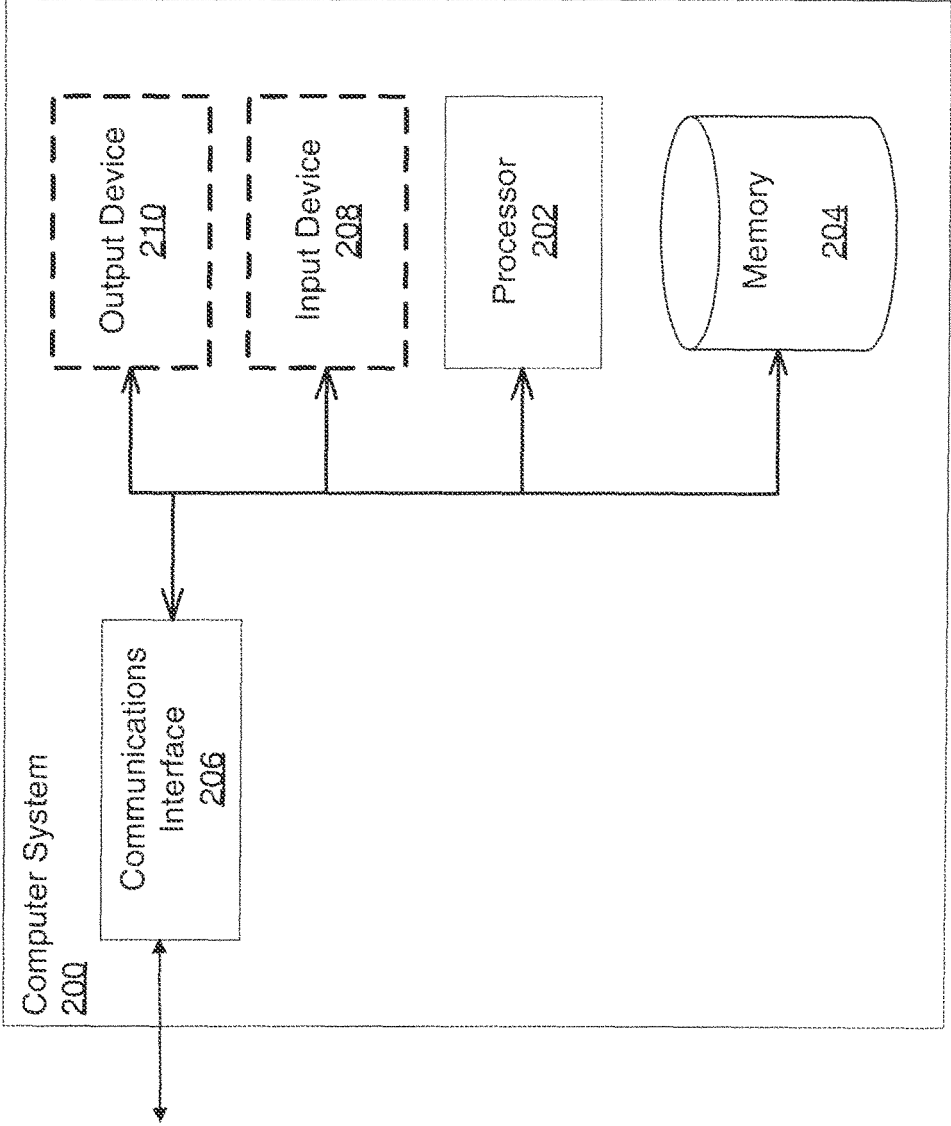 Computer System
200
Communications
Interface
206
Output Device
210
Input Device
208
Processor
202
Memory
204